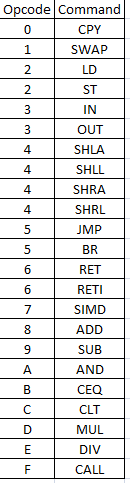 Opcode Command
0 CPY
1 SWAP
2 LD
2 ST
3 IN
3 OUT
4 SHLA
4 SHLL
4 SHRA
4 SHRL
5 JMP
5 BR
6 RET
6 RETI
7 SIMD
8 ADD
9 SUB
A AND
B CEQ
C CLT
D MUL
E DIV
F CALL